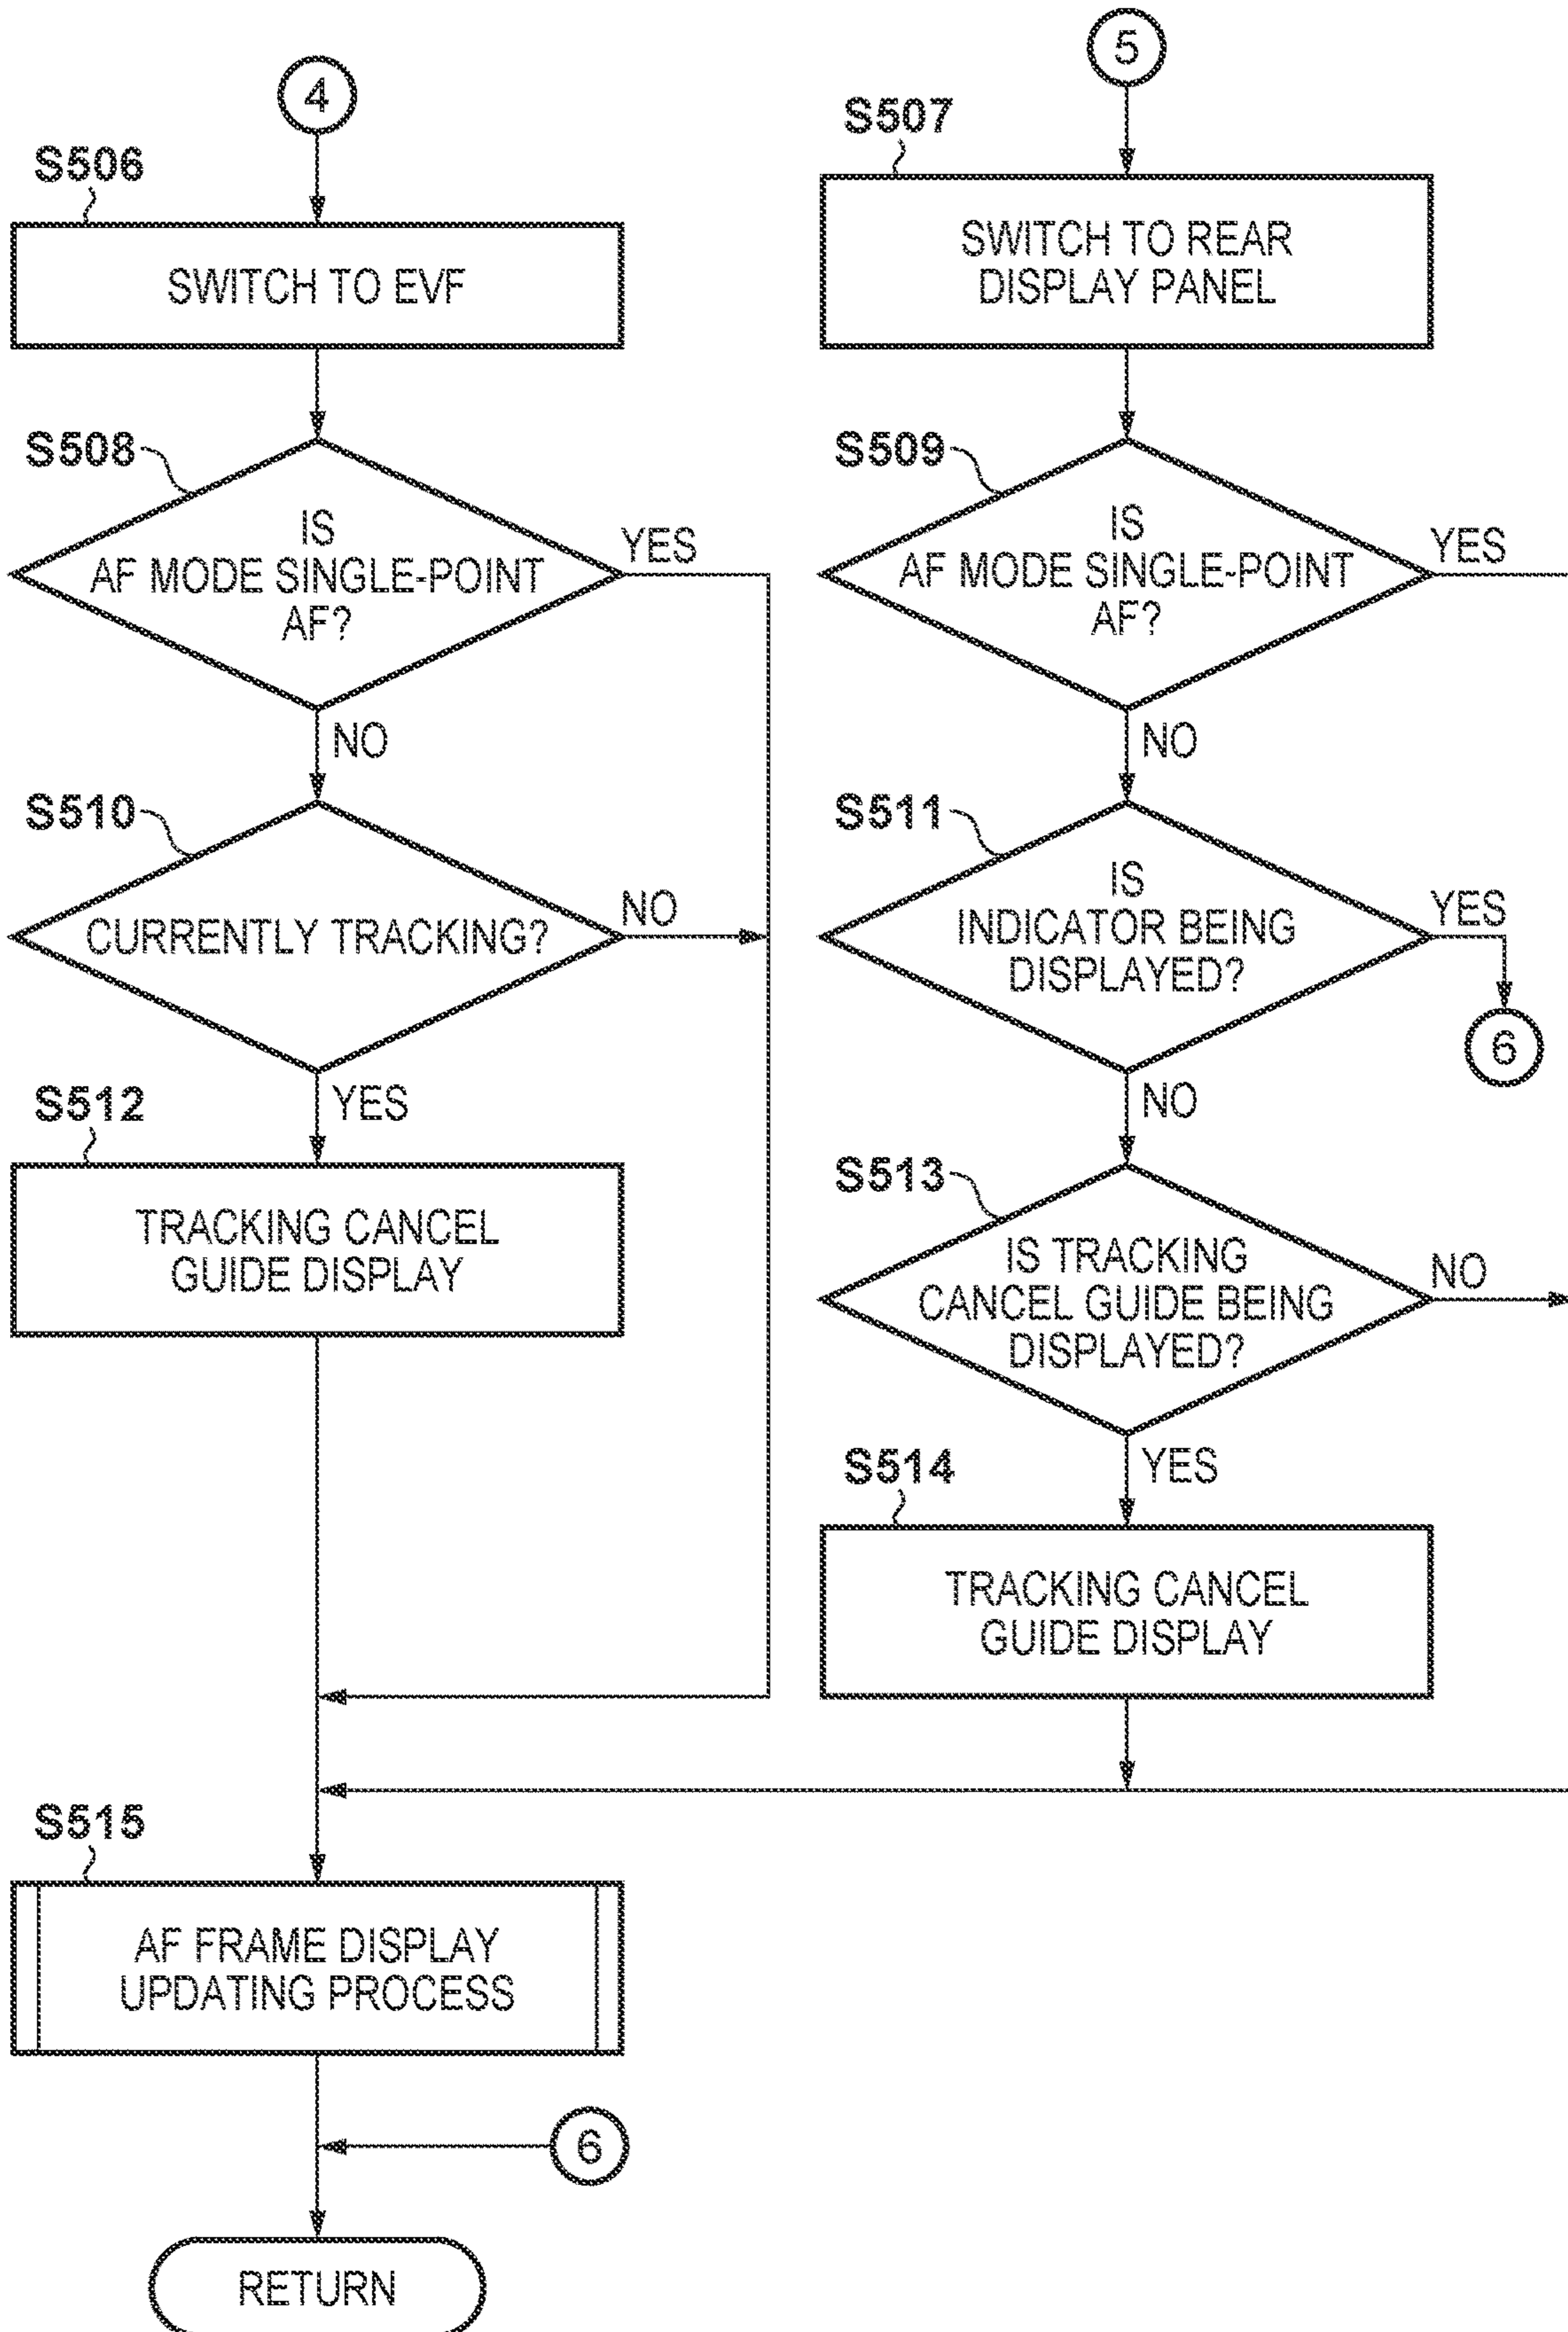 4
S506
SWITCH TO EVF
S508
IS
AF MODE SINGLE-POINT
AF?
YES
NO
S510
CURRENTLY TRACKING?
NO
YES
S512
TRACKING CANCEL
GUIDE DISPLAY
5
S507
SWITCH TO REAR
DISPLAY PANEL
S509
IS
AF MODE SINGLE-POINT
AF?
YES
NO
S511
IS
INDICATOR BEING
DISPLAYED?
YES
6
NO
S513
IS TRACKING
CANCEL GUIDE BEING
DISPLAYED?
NO
YES
S514
TRACKING CANCEL
GUIDE DISPLAY
S515
AF FRAME DISPLAY
UPDATING PROCESS
6
RETURN